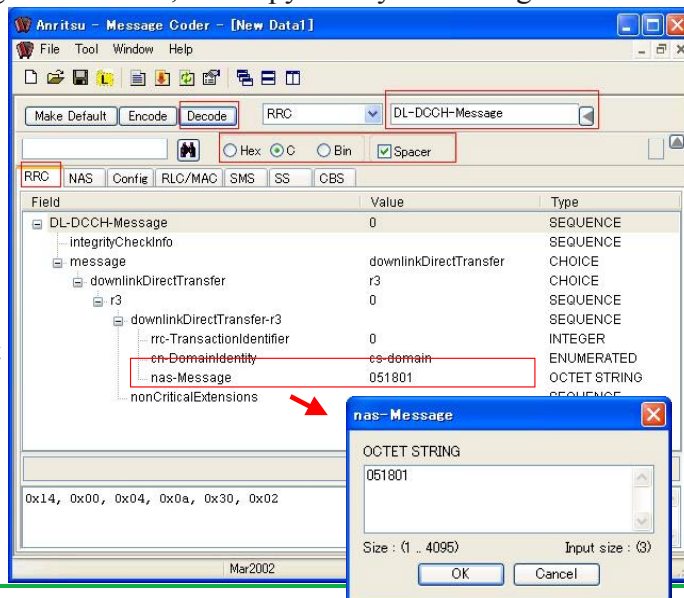 Anritsu - Message Coder - [New Data1]
File Tool Window Help
Make Default Encode Decode RRC DL-DCCH-Message
Hex C Bin Spacer
RRC NAS Config RLC/MAC SMS SS CBS
Field Value Type
DL-DCCH-Message 0 SEQUENCE
integrityCheckInfo SEQUENCE
message downlinkDirectTransfer CHOICE
downlinkDirectTransfer r3 CHOICE
r3 0 SEQUENCE
downlinkDirectTransfer-r3 SEQUENCE
rrc-TransactionIdentifier 0 INTEGER
cn-DomainIdentity cs-domain ENUMERATED
nas-Message 051801 OCTET STRING
nonCriticalExtensions SEQUENCE
nas-Message
OCTET STRING
051801
0x14, 0x00, 0x04, 0x0a, 0x30, 0x02
Size : (1 .. 4095) Input size : (3)
OK Cancel
Mar2002